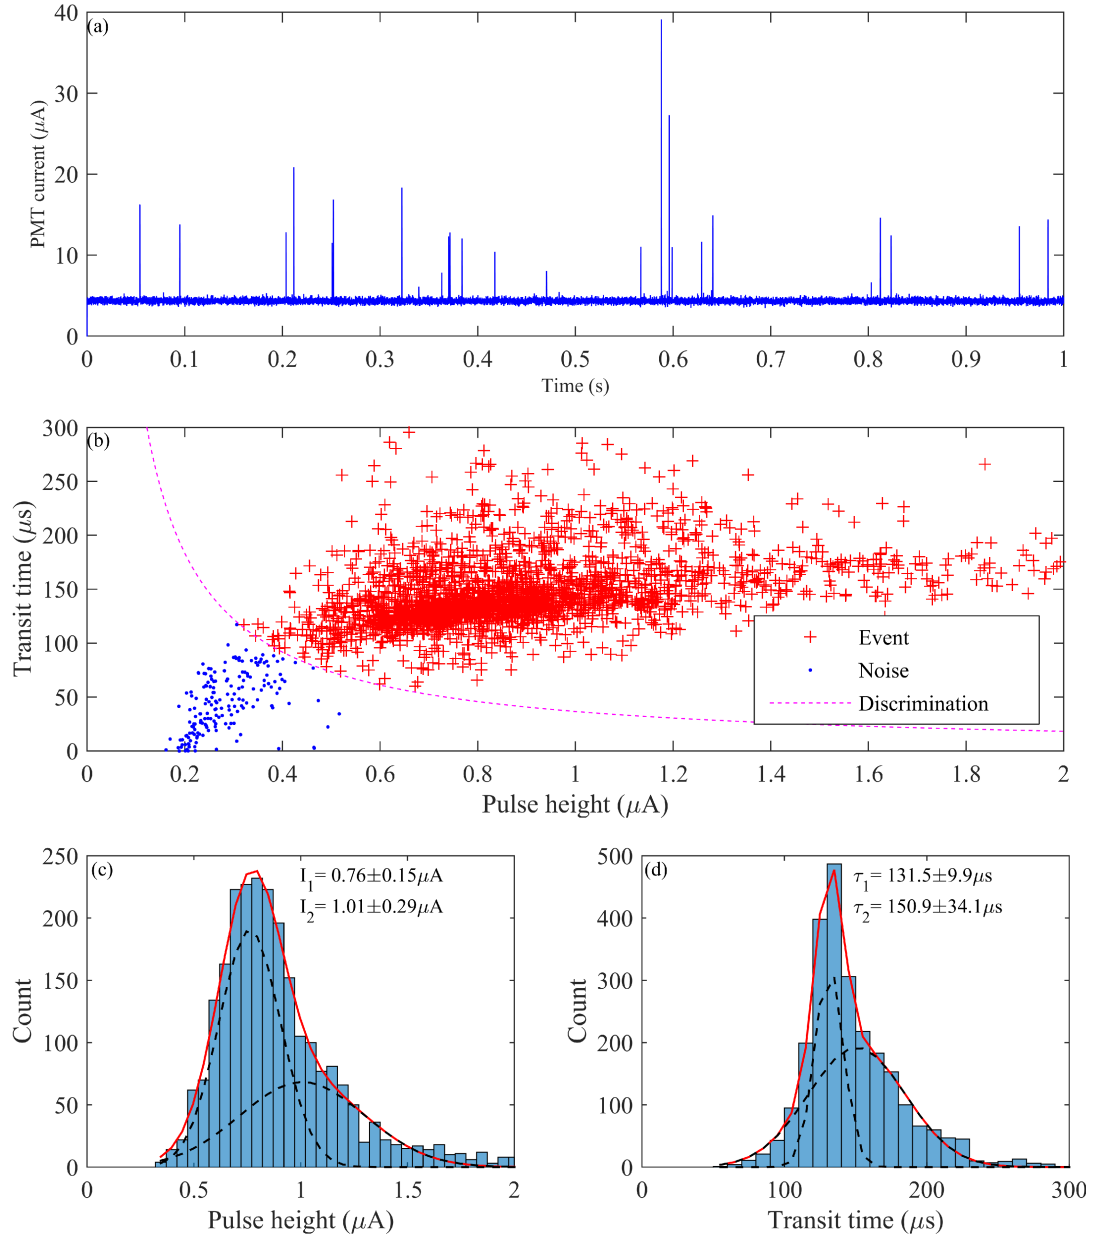 (a)
40
30
20
10
0
PMT current (μA)
0 0.1 0.2 0.3 0.4 0.5 0.6 0.7 0.8 0.9 1
Time (s)
(b)
300
250
200
150
100
50
0
Transit time (μs)
Event
Noise
Discrimination
0 0.2 0.4 0.6 0.8 1 1.2 1.4 1.6 1.8 2
Pulse height (μA)
(c)
I1= 0.76±0.15μA
I2= 1.01±0.29μA
250
200
150
100
50
0
Count
0 0.5 1 1.5 2
Pulse height (μA)
(d)
τ1= 131.5±9.9μs
τ2= 150.9±34.1μs
500
400
300
200
100
0
Count
0 100 200 300
Transit time (μs)